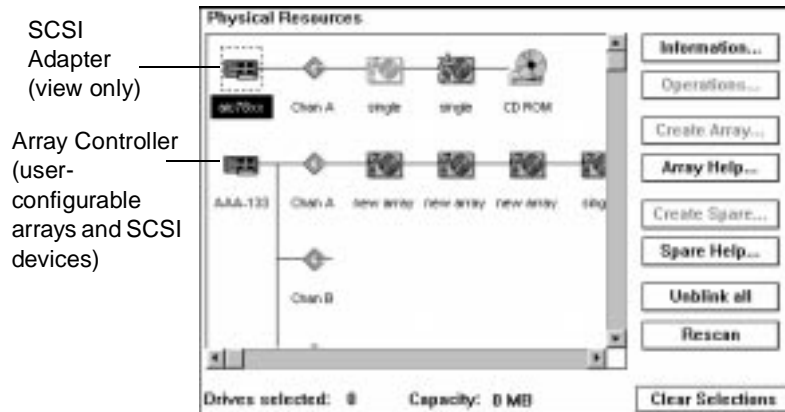 Physical Resources
SCSI
Adapter
(view only)
aic78xx
Chan A
single
single
CD ROM
Array Controller
(user-
configurable
arrays and SCSI
devices)
AAA-133
Chan A
new array
new array
new array
sing
Chan B
Information...
Operations...
Create Array...
Array Help...
Create Spare...
Spare Help...
Unblink all
Rescan
Drives selected: 0 Capacity: 0 MB
Clear Selections